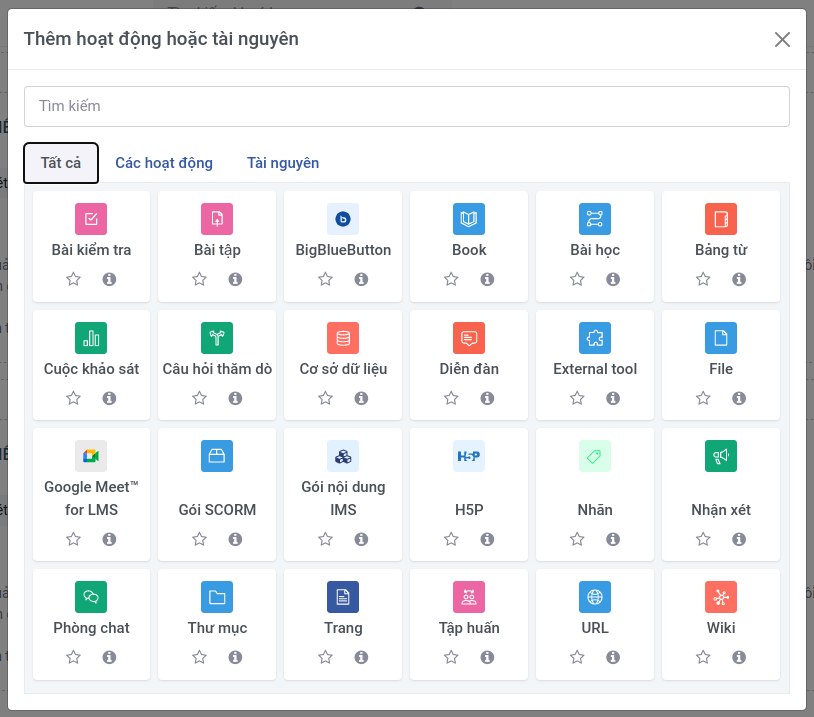 Thêm hoạt động hoặc tài nguyên
Tìm kiếm
Tất cả
Các hoạt động
Tài nguyên
Bài kiểm tra
Bài tập
BigBlueButton
Book
Bài học
Bảng từ
Cuộc khảo sát
Câu hỏi thăm dò
Cơ sở dữ liệu
Diễn đàn
External tool
File
Google Meet™
for LMS
Gói SCORM
Gói nội dung
IMS
H5P
Nhãn
Nhận xét
Phòng chat
Thư mục
Trang
Tập huấn
URL
Wiki